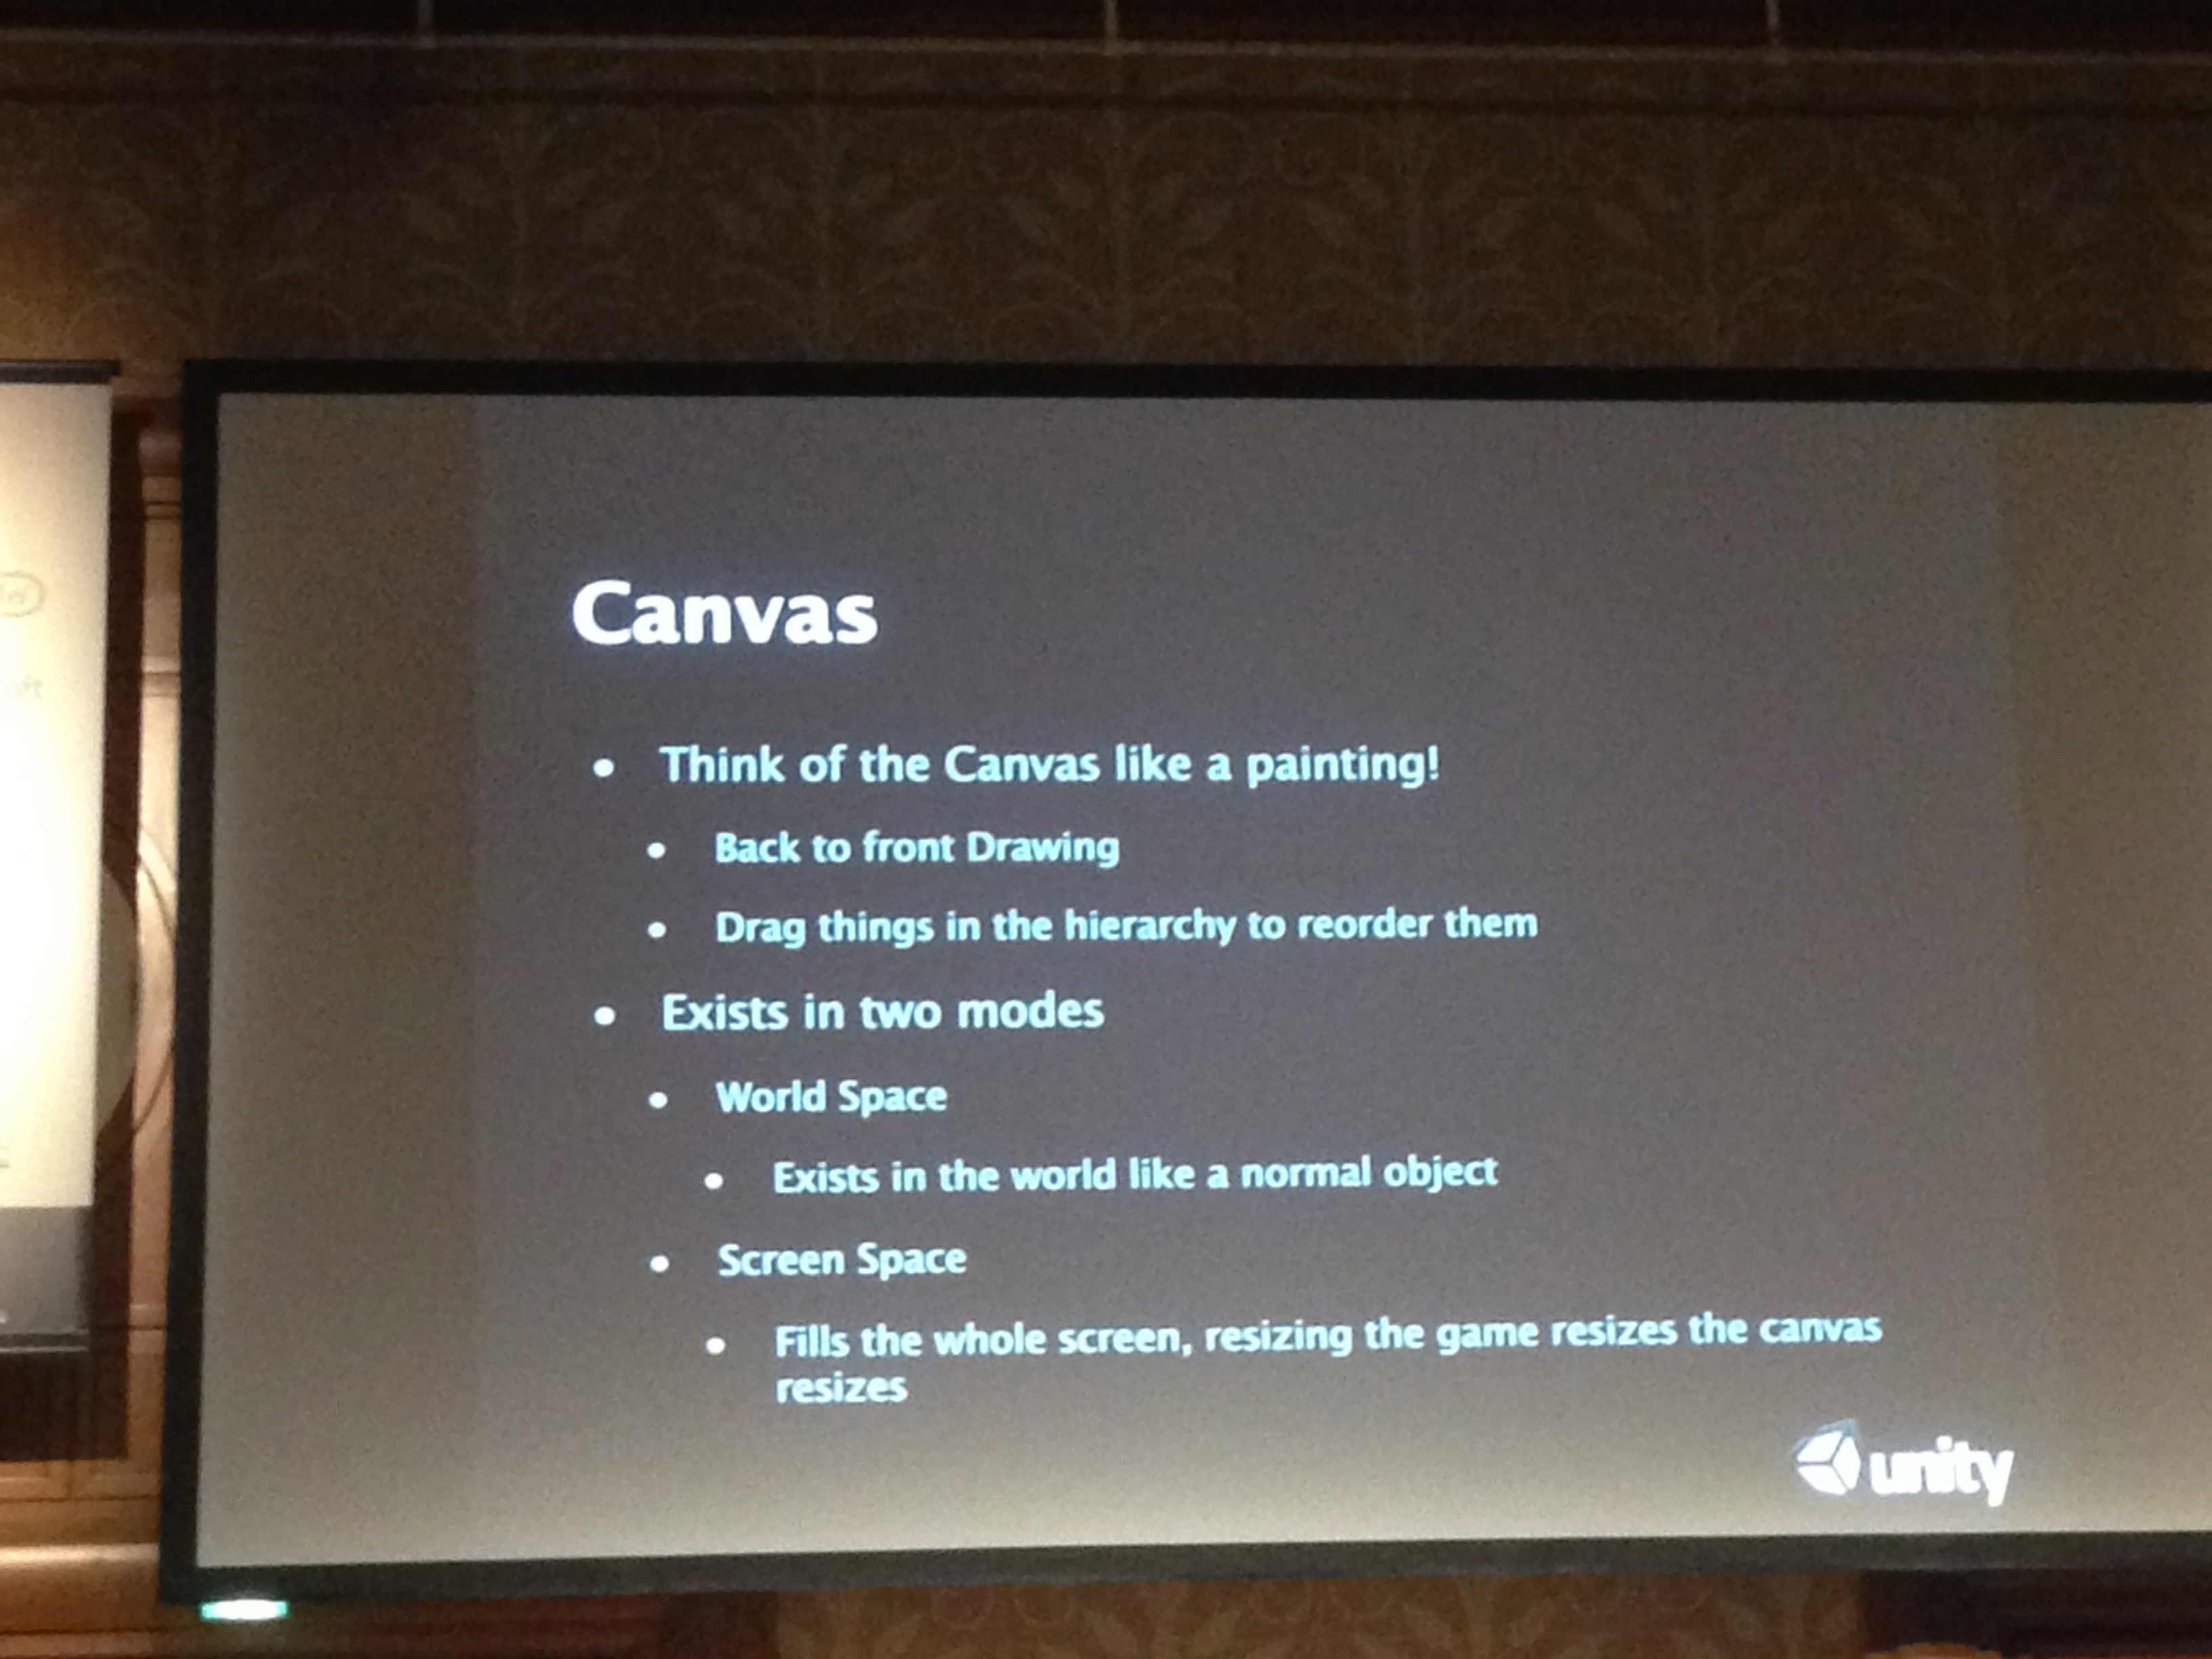 Canvas
• Think of the Canvas like a painting!
• Back to front Drawing
• Drag things in the hierarchy to reorder them
• Exists in two modes
• World Space
• Exists in the world like a normal object
• Screen Space
• Fills the whole screen, resizing the game resizes the canvas
resizes
unity